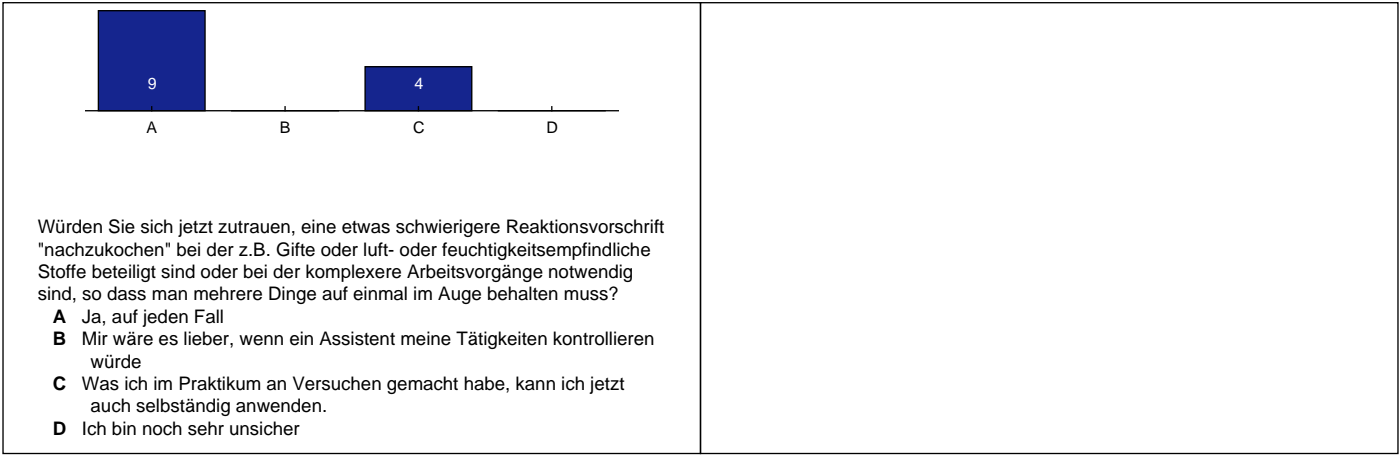 9
4
A
B
C
D
Würden Sie sich jetzt zutrauen, eine etwas schwierigere Reaktionsvorschrift
"nachzukochen" bei der z.B. Gifte oder luft- oder feuchtigkeitsempfindliche
Stoffe beteiligt sind oder bei der komplexere Arbeitsvorgänge notwendig
sind, so dass man mehrere Dinge auf einmal im Auge behalten muss?
A Ja, auf jeden Fall
B Mir wäre es lieber, wenn ein Assistent meine Tätigkeiten kontrollieren
würde
C Was ich im Praktikum an Versuchen gemacht habe, kann ich jetzt
auch selbständig anwenden.
D Ich bin noch sehr unsicher